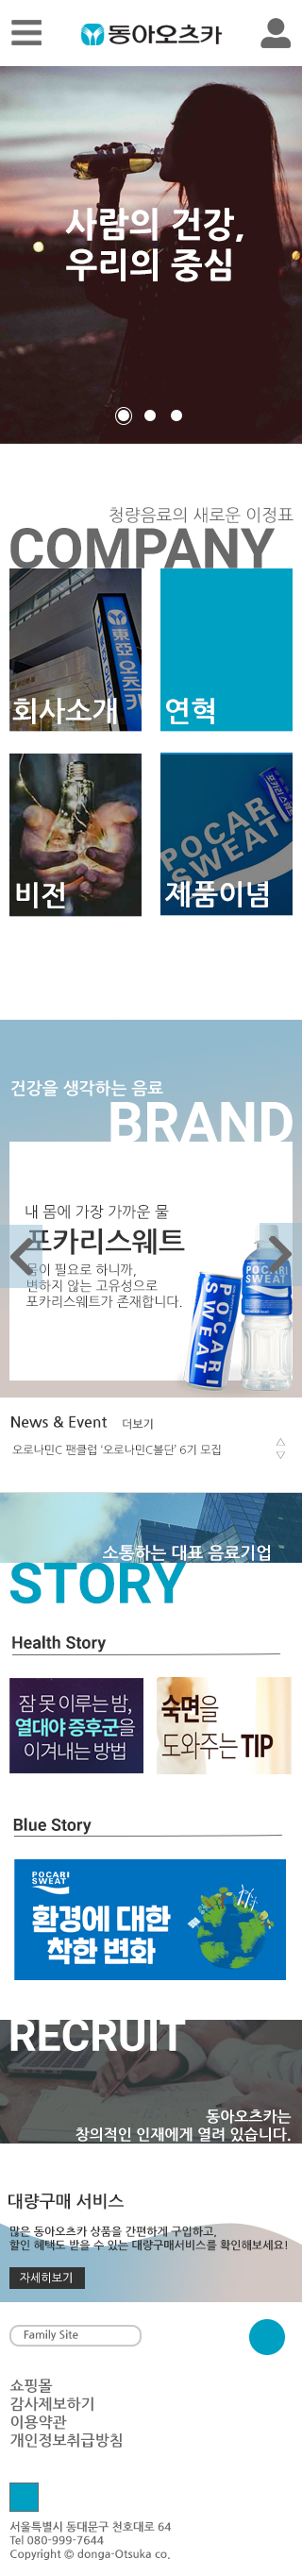 동아오츠카
사람의 건강,
우리의 중심
청량음료의 새로운 이정표
COMPANY
東亞오츠카
회사소개
연혁
비전
POCARI
SWEAT
포카리스웨트
제품이념
건강을 생각하는 음료
BRAND
내 몸에 가장 가까운 물
포카리스웨트
몸이 필요로 하니까,
변하지 않는 고유성으로
포카리스웨트가 존재합니다.
POCARI
SWEAT
POCARI
SWEAT
News & Event 더보기
오로나민C 팬클럽 '오로나민C볼단' 6기 모집
소통하는 대표 음료기업
STORY
Health Story
잠 못 이루는 밤,
열대야 증후군을
이겨내는 방법
숙면을
도와주는 TIP
Blue Story
POCARI
SWEAT
환경에 대한
착한 변화
RECRUIT
동아오츠카는
창의적인 인재에게 열려 있습니다.
대량구매 서비스
많은 동아오츠카 상품을 간편하게 구입하고,
할인 혜택도 받을 수 있는 대량구매서비스를 확인해보세요!
자세히보기
Family Site
쇼핑몰
감사제보하기
이용약관
개인정보취급방침
서울특별시 동대문구 천호대로 64
Tel 080-999-7644
Copyright © donga-Otsuka co.